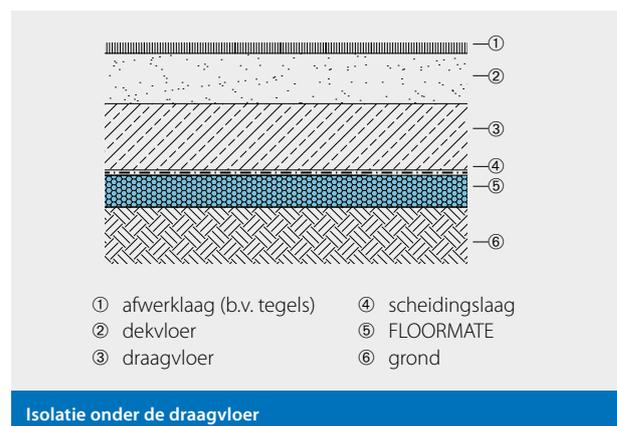 ①
②
③
④
⑤
⑥
① afwerklaag (b.v. tegels)
② dekvloer
③ draagvloer
④ scheidingslaag
⑤ FLOORMATE
⑥ grond
Isolatie onder de draagvloer